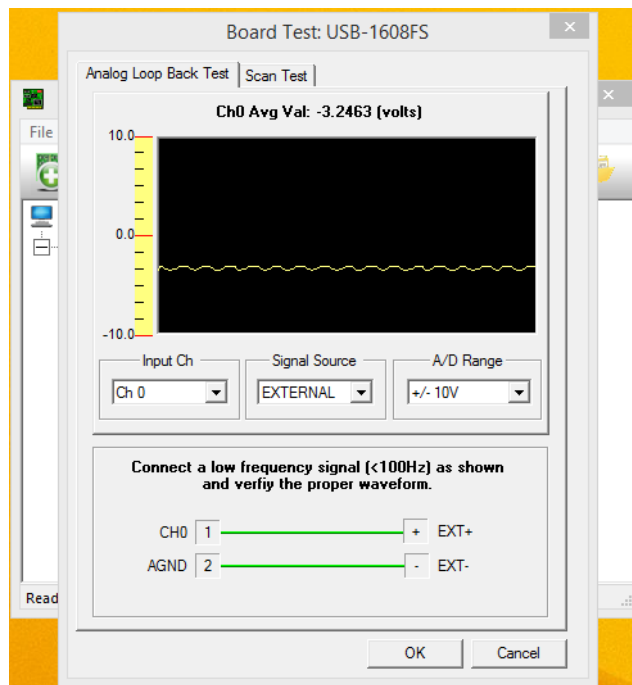 Board Test: USB-1608FS
Analog Loop Back Test Scan Test
File
Ch0 Avg Val: -3.2463 (volts)
10.0
0.0
-10.0
Input Ch Signal Source A/D Range
Ch 0 EXTERNAL +/- 10V
Connect a low frequency signal (<100Hz) as shown
and verfiy the proper waveform.
CH0 1 + EXT+
AGND 2 - EXT-
Read
OK Cancel